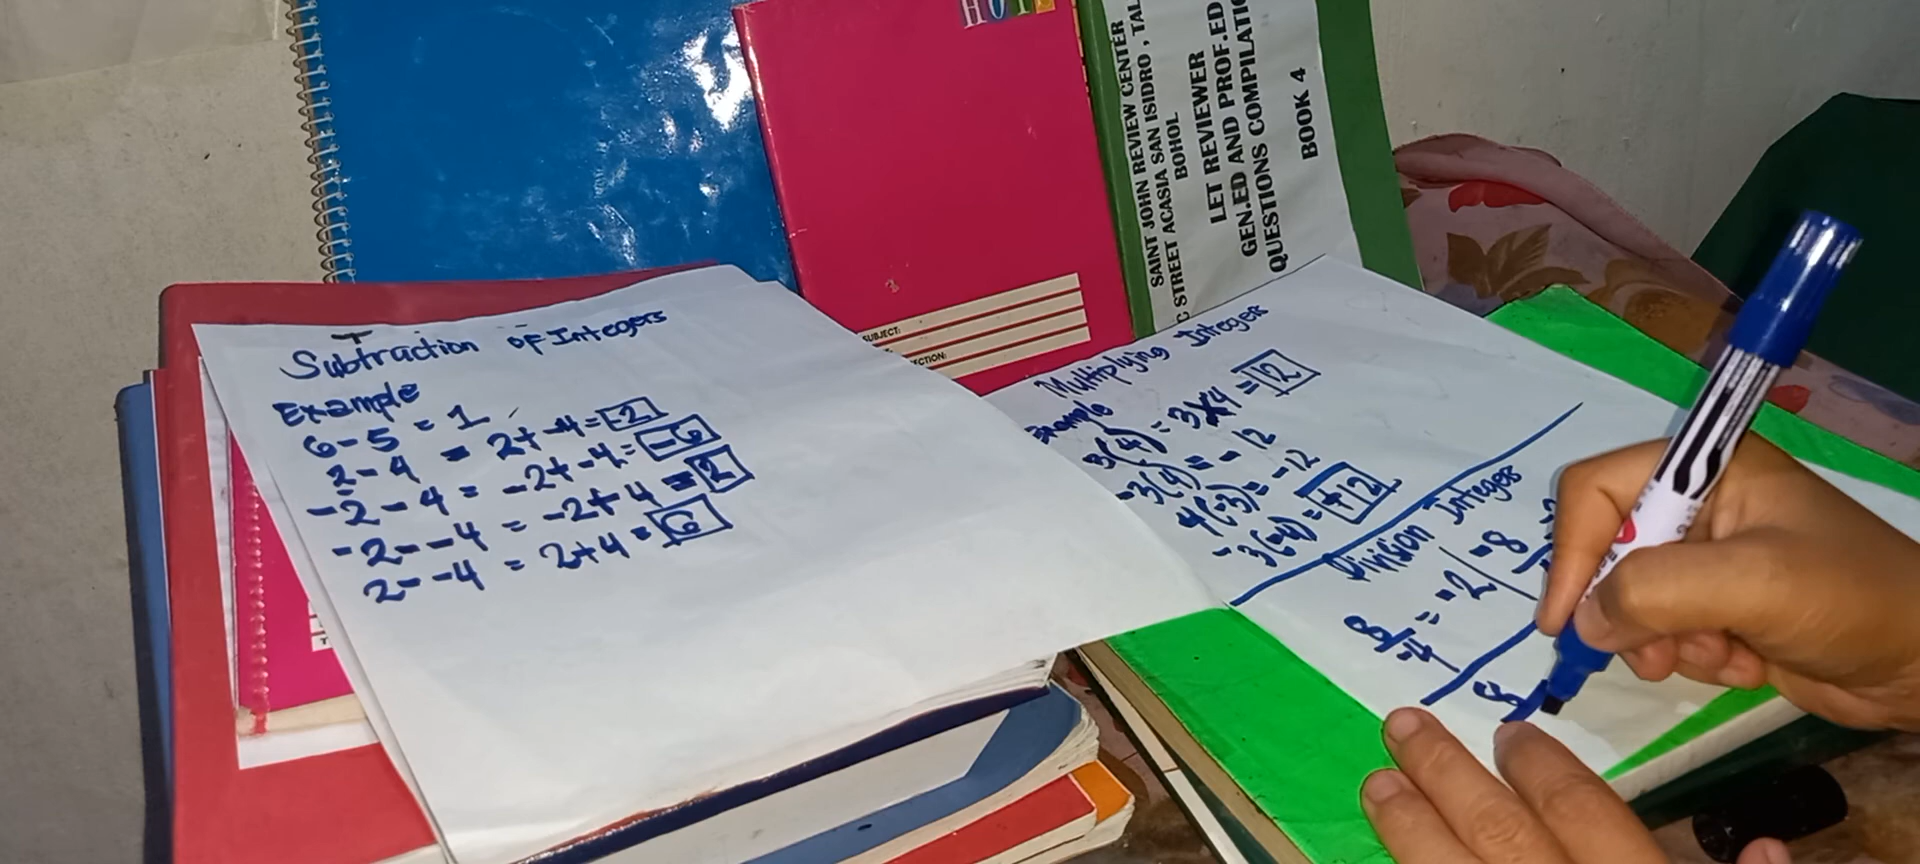 HOT
SUBJECT:
ECTION:
SAINT JOHN REVIEW CENTER
C STREET ACASIA SAN ISIDRO , TAL
BOHOL
LET REVIEWER
GEN.ED AND PROF.ED
QUESTIONS COMPILATIO
BOOK 4
Subtraction of Integers
Example
6 - 5 = 1
2 - 4 = 2 + -4 = 2
-2 - 4 = -2 + -4 = -6
-2 - -4 = -2 + 4 = 2
2 - -4 = 2 + 4 = 6
Multiplying Integers
Example
3(4) = 3x4 = 12
-3(4) = -12
4(-3) = -12
-3(-4) = +12
Division Integers
8/-4 = -2
-8
8